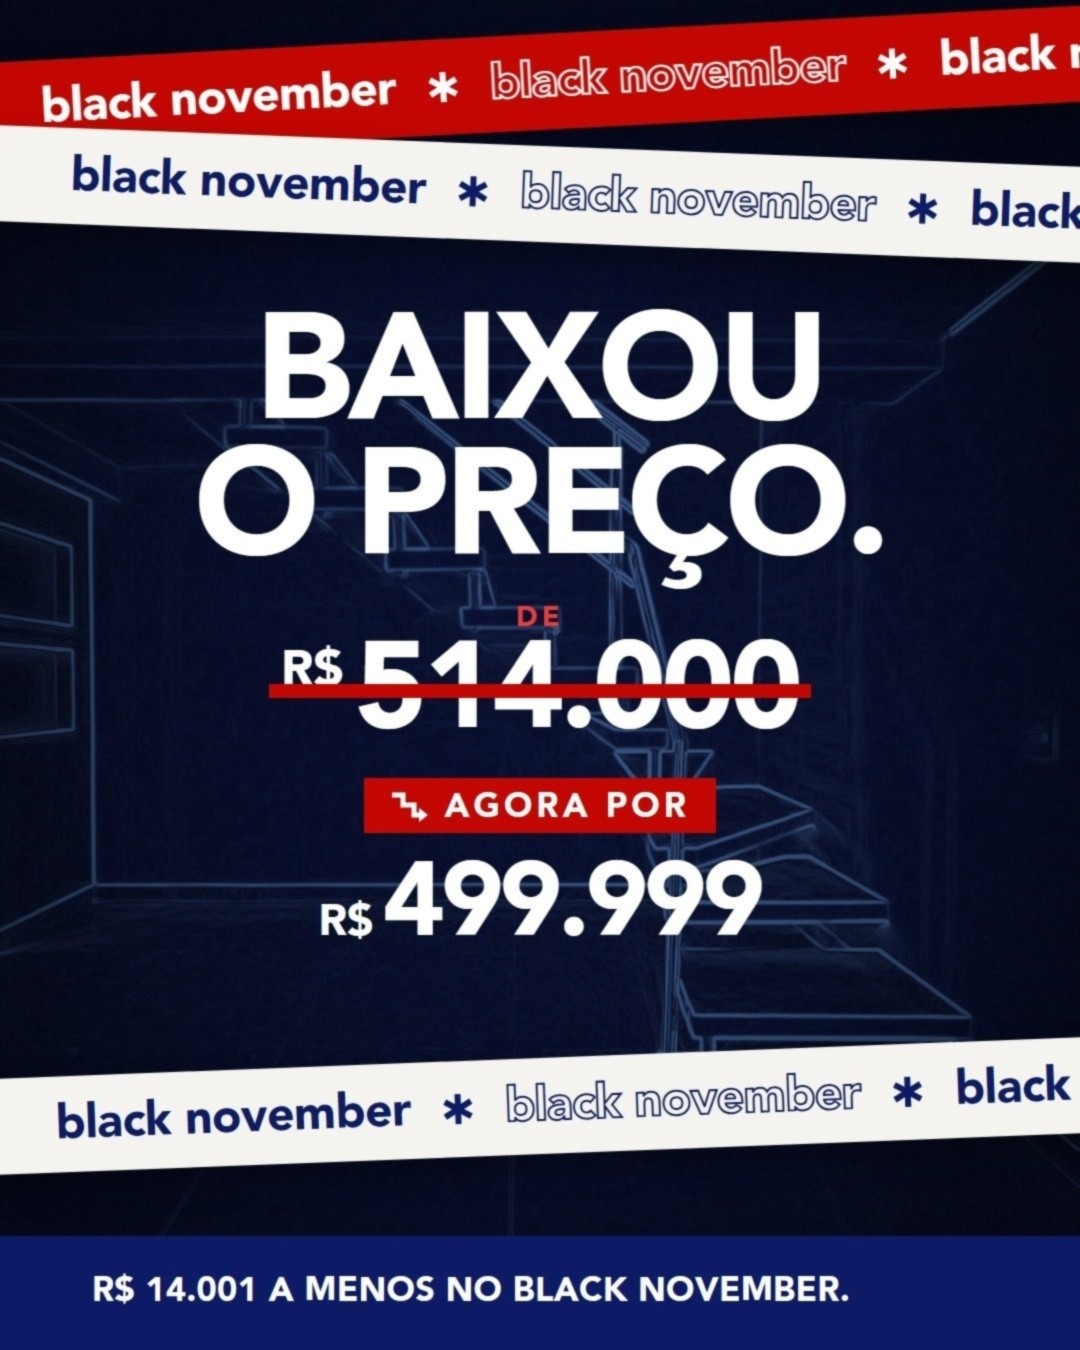 black november * black november * black n
black november * black november * black
BAIXOU
O PREÇO.
DE
R$ 514.000
AGORA POR
R$ 499.999
black november * black november * black
R$ 14.001 A MENOS NO BLACK NOVEMBER.